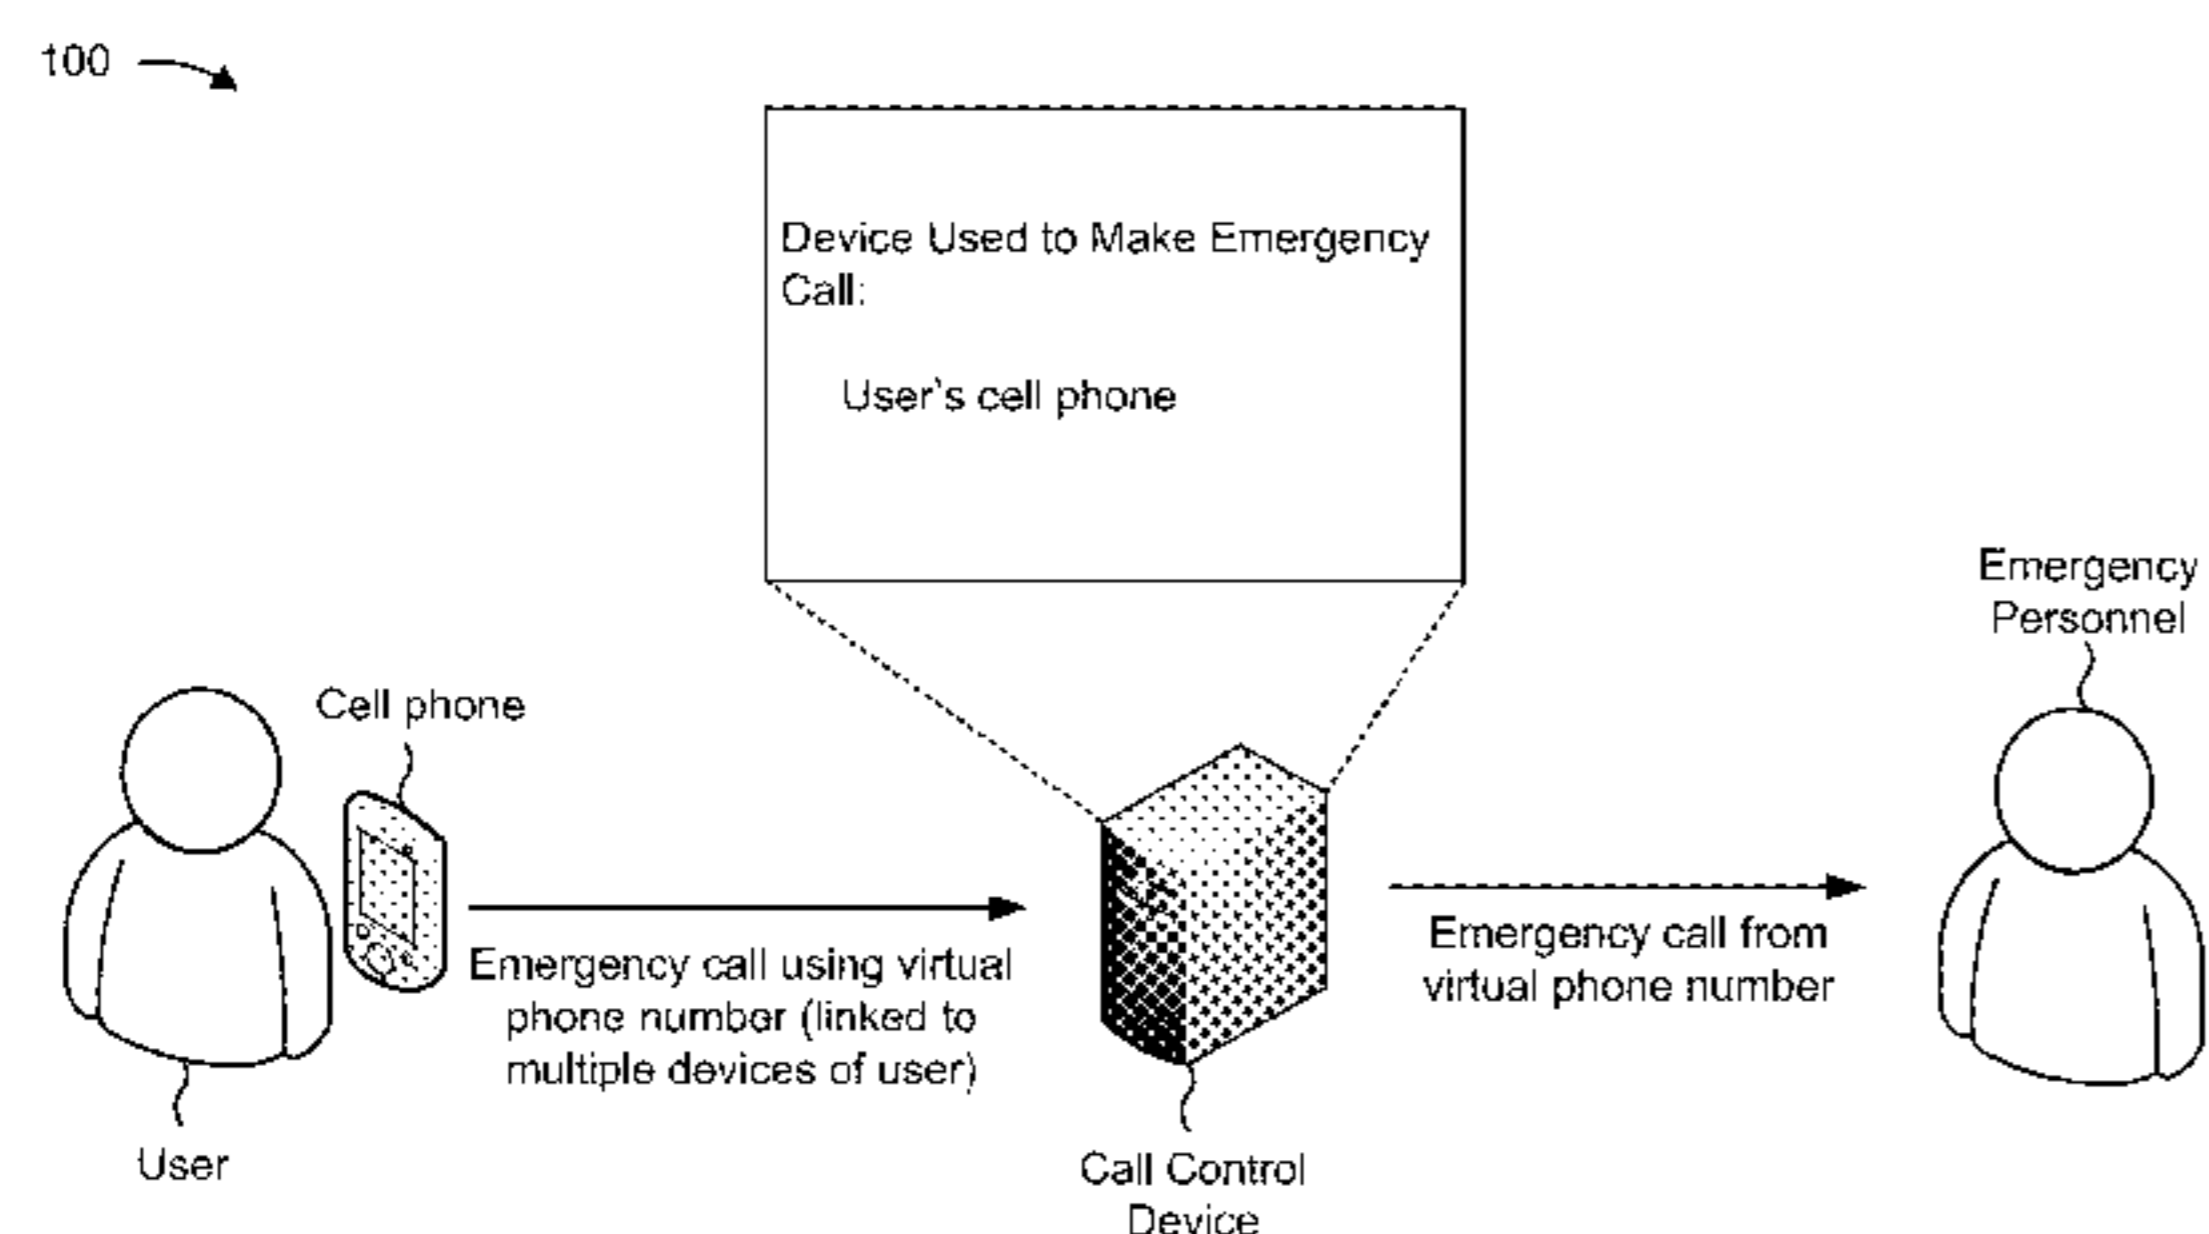 100
Device Used to Make Emergency
Call:
User's cell phone
Emergency
Personnel
Cell phone
Emergency call using virtual
phone number (linked to
multiple devices of user)
Emergency call from
virtual phone number
User
Call Control
Device